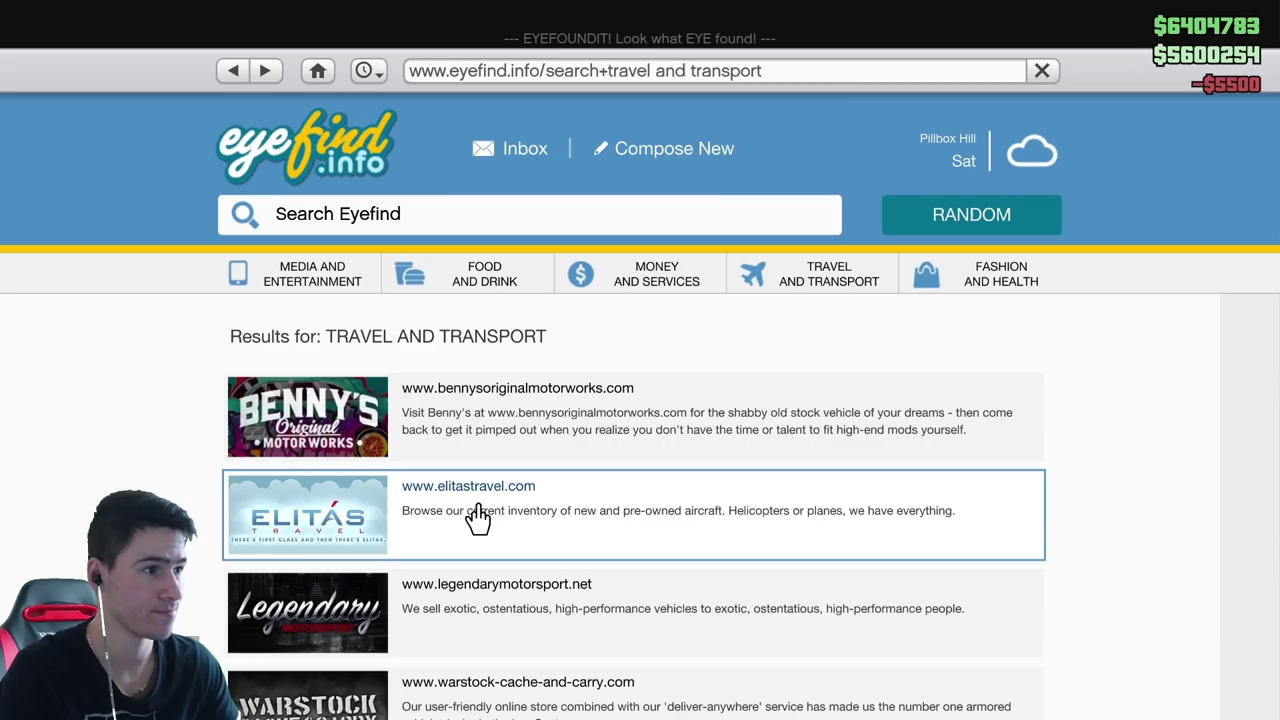 --- EYEFOUNDIT! Look what EYE found! ---
$6404783
$5600254
-$5500
www.eyefind.info/search+travel and transport
eyefind
.info
Inbox
Compose New
Pillbox Hill
Sat
Search Eyefind
RANDOM
MEDIA AND
ENTERTAINMENT
FOOD
AND DRINK
MONEY
AND SERVICES
TRAVEL
AND TRANSPORT
FASHION
AND HEALTH
Results for: TRAVEL AND TRANSPORT
BENNY'S
Original
MOTOR WORKS
www.bennysoriginalmotorworks.com
Visit Benny's at www.bennysoriginalmotorworks.com for the shabby old stock vehicle of your dreams - then come
back to get it pimped out when you realize you don't have the time or talent to fit high-end mods yourself.
ELITÁS
TRAVEL
THERE'S FIRST CLASS AND THEN THERE'S ELITAS.
www.elitastravel.com
Browse our current inventory of new and pre-owned aircraft. Helicopters or planes, we have everything.
Legendary
MOTORSPORT
www.legendarymotorsport.net
We sell exotic, ostentatious, high-performance vehicles to exotic, ostentatious, high-performance people.
WARSTOCK
www.warstock-cache-and-carry.com
Our user-friendly online store combined with our 'deliver-anywhere' service has made us the number one armored